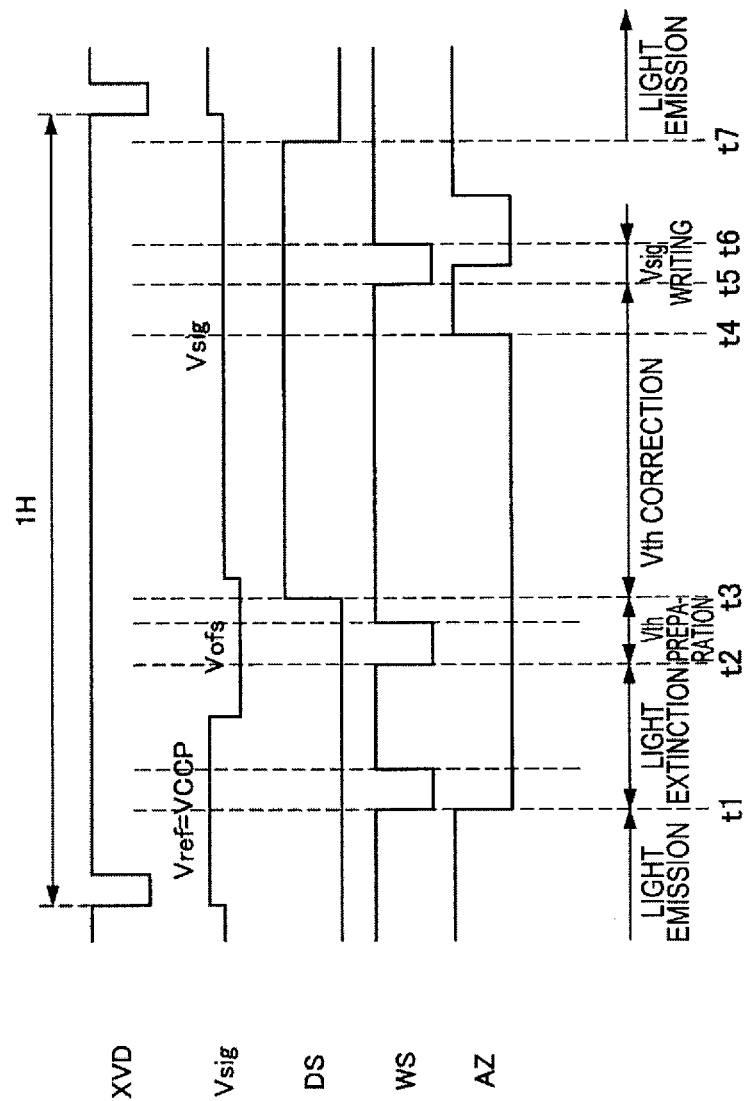 1H
XVD
Vsig
Vref=VCCP
Vofs
Vsig
DS
WS
AZ
LIGHT
EMISSION
LIGHT
EXTINCTION
Vth
PREPA-
RATION
Vth CORRECTION
Vsig
WRITING
LIGHT
EMISSION
t1
t2
t3
t4
t5
t6
t7